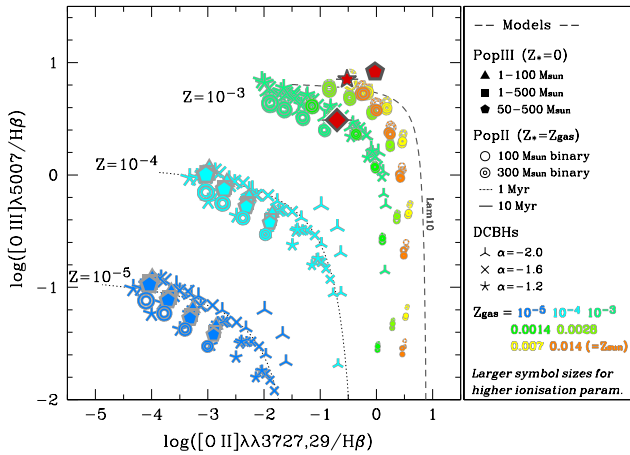 1
0
-1
-2
-5
-4
-3
-2
-1
0
1
log([O III]λ5007/Hβ)
log([O II]λλ3727,29/Hβ)
Z=10⁻³
Z=10⁻⁴
Z=10⁻⁵
Lam10
Models
PopIII (Z*=0)
1-100 Msun
1-500 Msun
50-500 Msun
PopII (Z*=Zgas)
100 Msun binary
300 Msun binary
1 Myr
10 Myr
DCBHs
α=-2.0
α=-1.6
α=-1.2
Zgas = 10⁻⁵ 10⁻⁴ 10⁻³
0.0014 0.0028
0.007 0.014 (=Zsun)
Larger symbol sizes for
higher ionisation param.